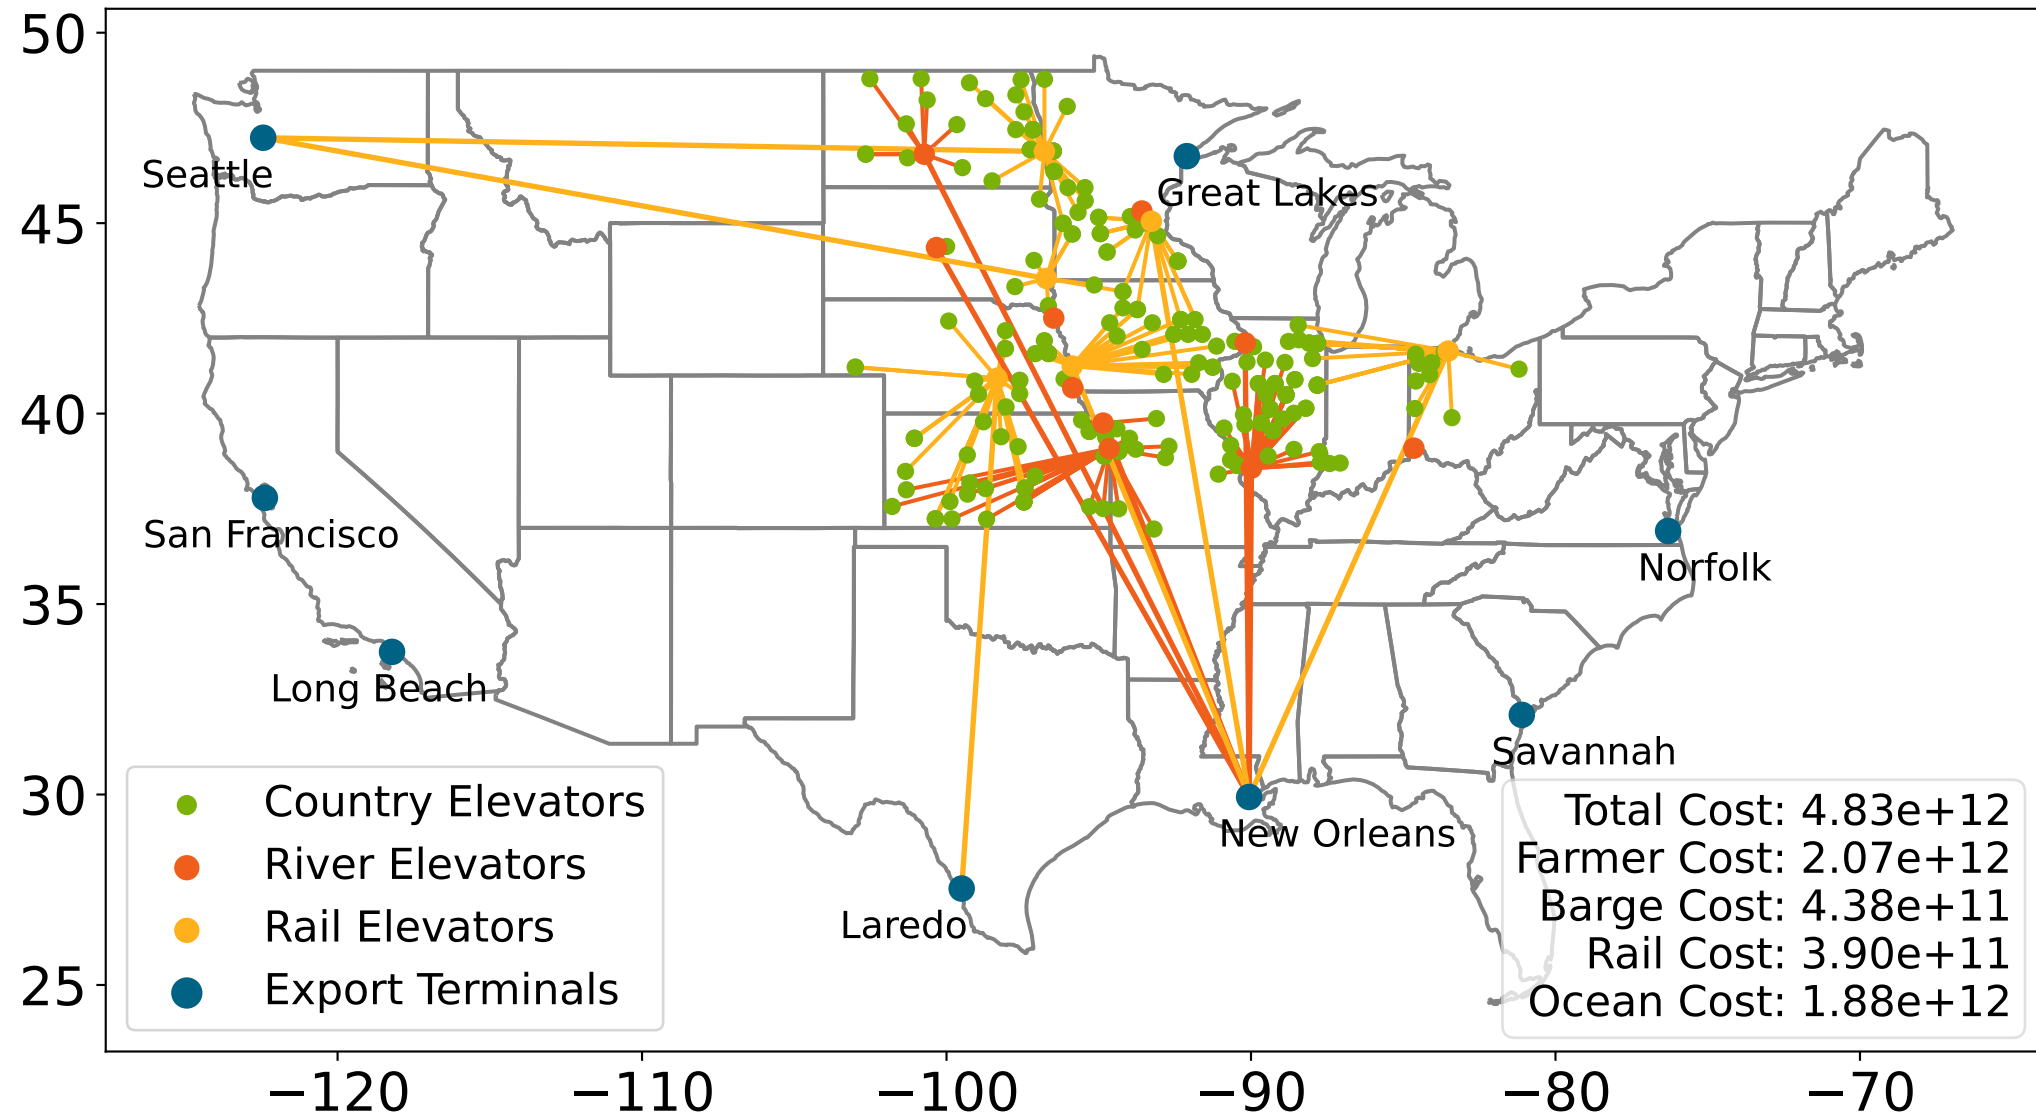 50
45
40
35
30
25
−120
−110
−100
−90
−80
−70
Seattle
Great Lakes
San Francisco
Norfolk
Long Beach
Savannah
New Orleans
Laredo
Country Elevators
River Elevators
Rail Elevators
Export Terminals
Total Cost: 4.83e+12
Farmer Cost: 2.07e+12
Barge Cost: 4.38e+11
Rail Cost: 3.90e+11
Ocean Cost: 1.88e+12